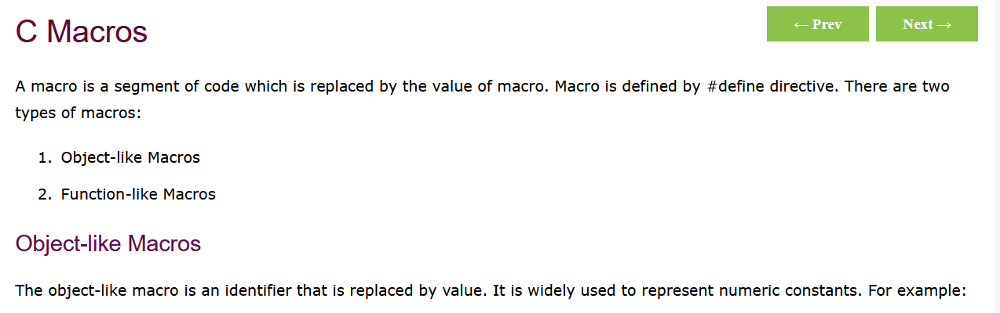 C Macros
← Prev
Next →
A macro is a segment of code which is replaced by the value of macro. Macro is defined by #define directive. There are two
types of macros:
1. Object-like Macros
2. Function-like Macros
Object-like Macros
The object-like macro is an identifier that is replaced by value. It is widely used to represent numeric constants. For example: